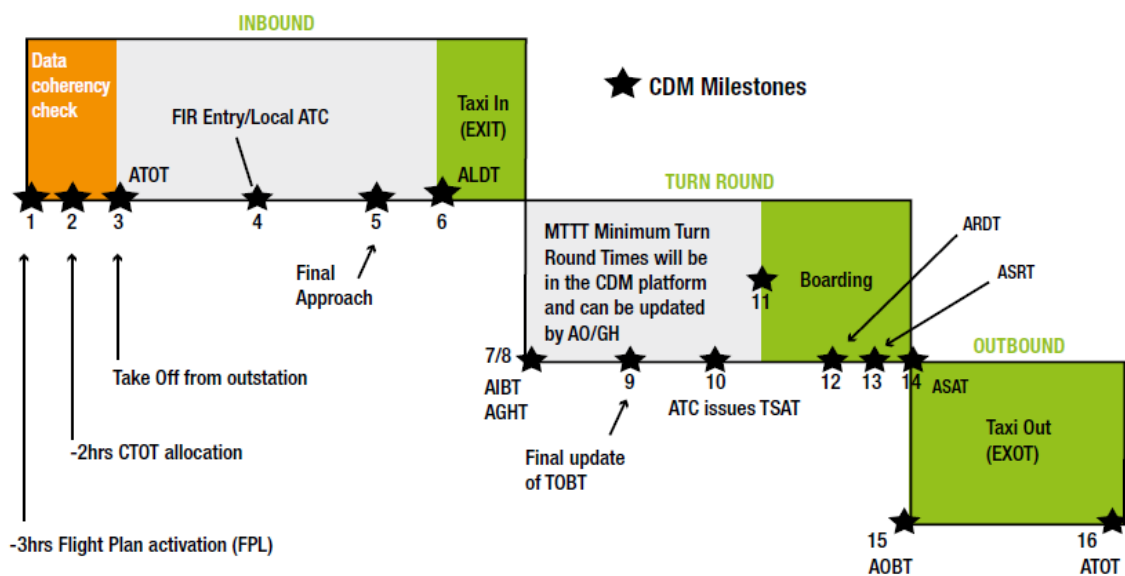 INBOUND
Data
coherency
check
CDM Milestones
FIR Entry/Local ATC
Taxi In
(EXIT)
ATOT
ALDT
1
2
3
4
5
6
TURN ROUND
MTTT Minimum Turn
Round Times will be
in the CDM platform
and can be updated
by AO/GH
Boarding
11
ARDT
ASRT
Final
Approach
7/8
AIBT
AGHT
9
10
12
13
14
OUTBOUND
ASAT
Take Off from outstation
ATC issues TSAT
Taxi Out
(EXOT)
-2hrs CTOT allocation
Final update
of TOBT
-3hrs Flight Plan activation (FPL)
15
AOBT
16
ATOT